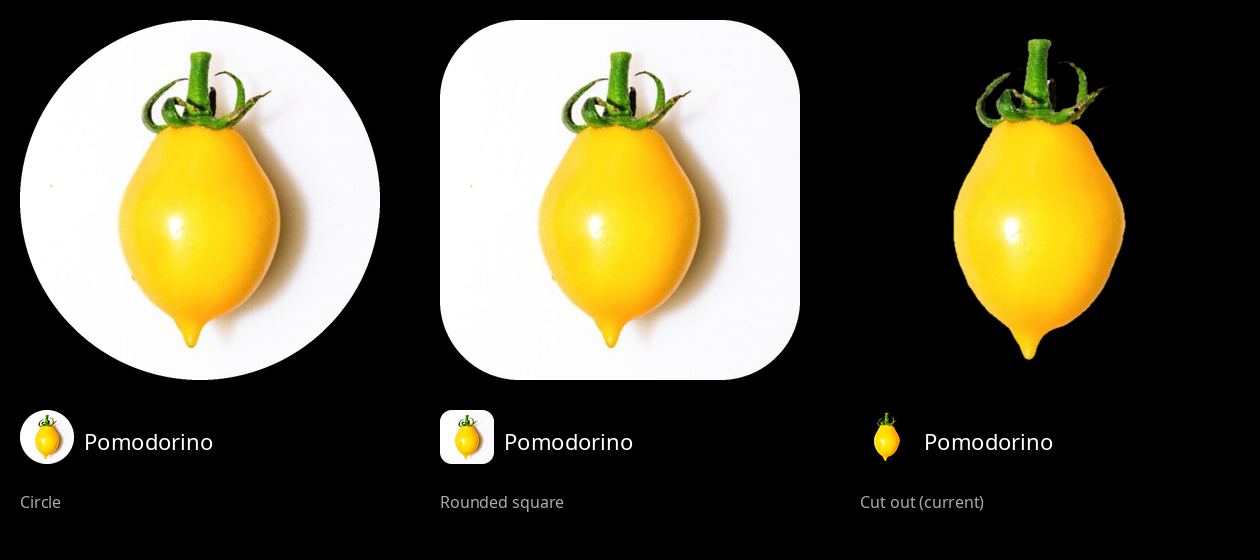 Pomodorino
Pomodorino
Pomodorino
Circle
Rounded square
Cut out (current)